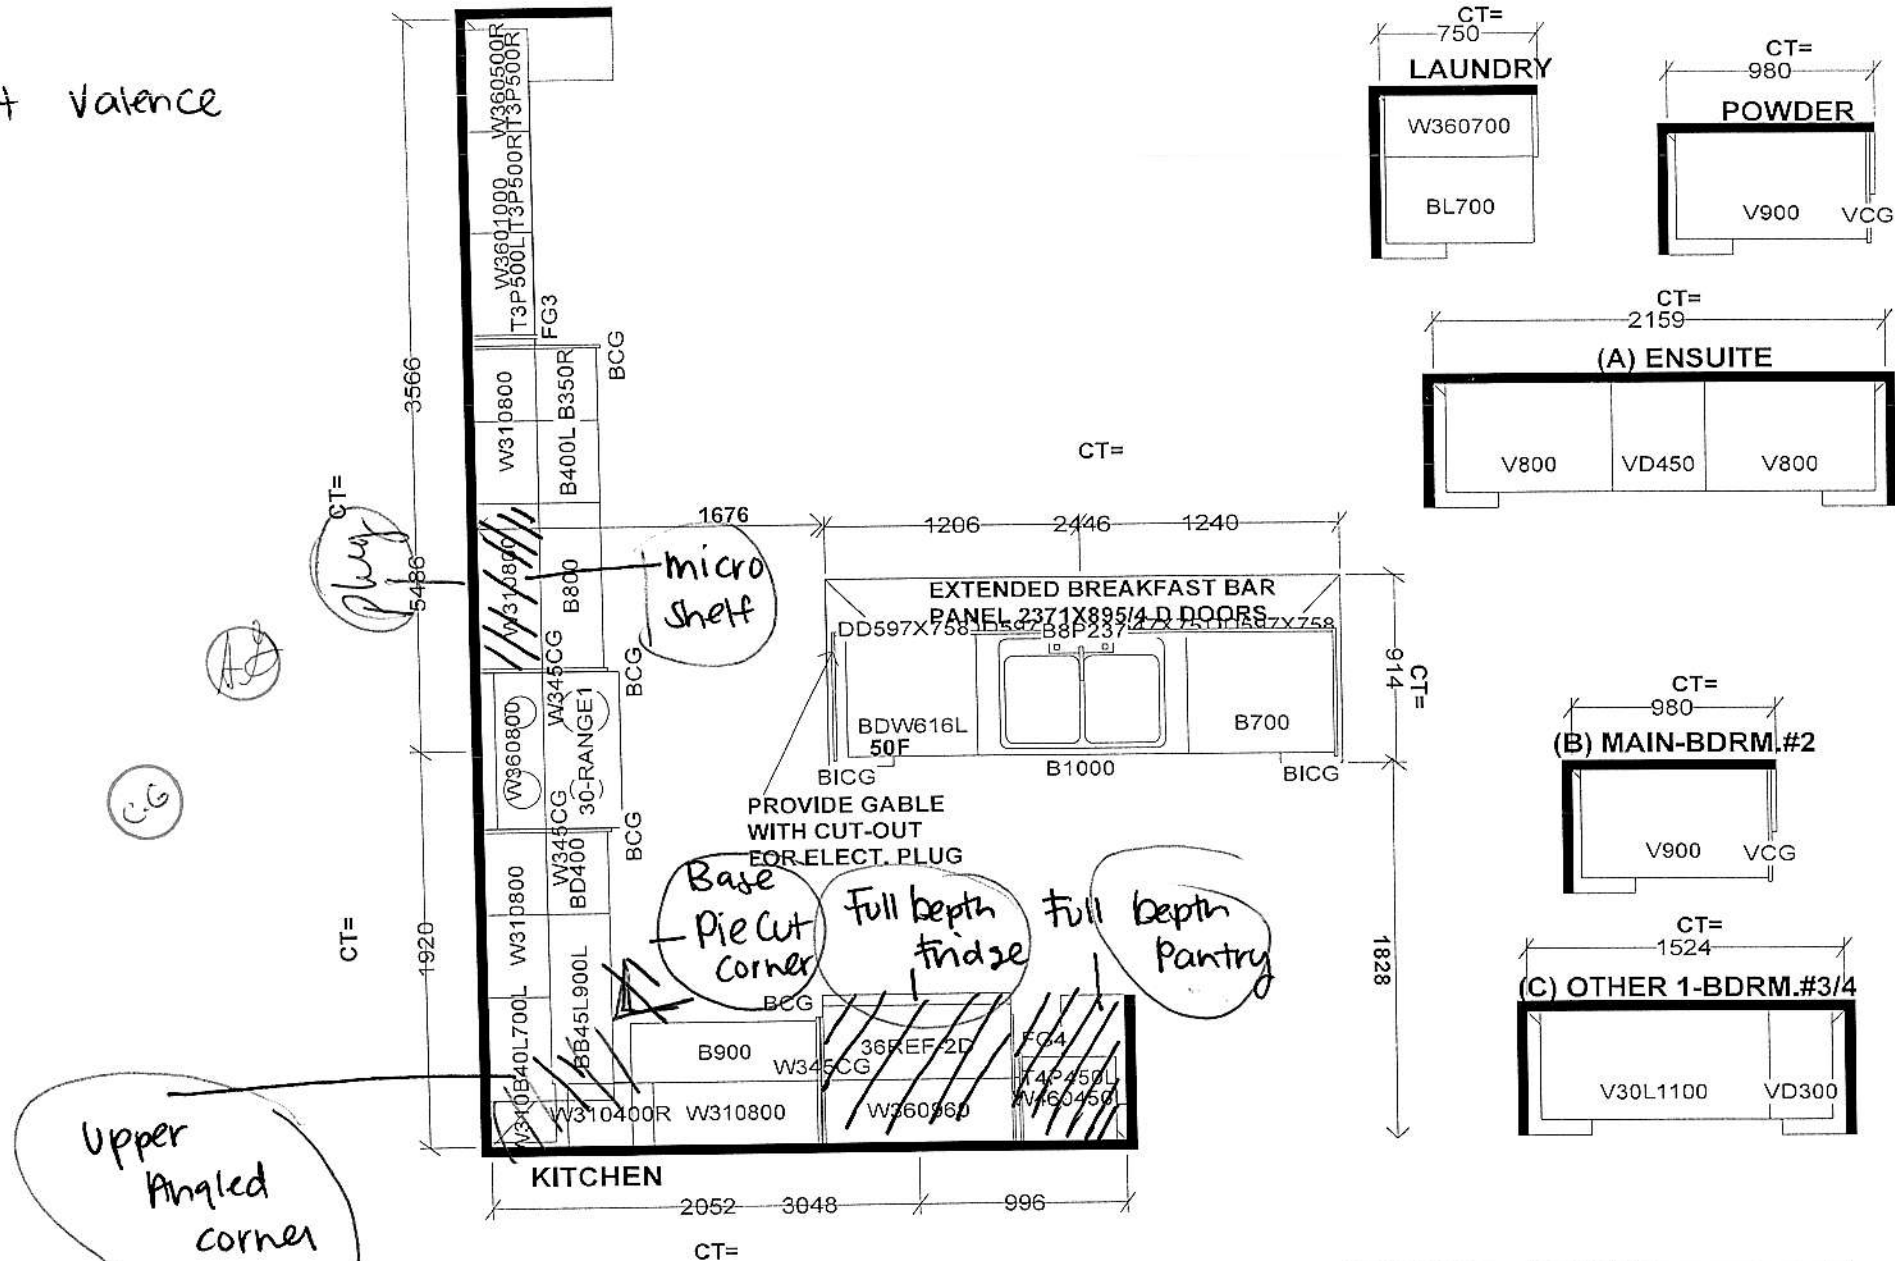 Valence
W360500R
T3P500R
W3601000
T3P500R
T3P500L
FG3
BCG
3566
CT=
W310800
B350R
B400L
Plug
5486
W310800
B800
1676
micro
shelf
W345CG
BCG
W360800
30-RANGE1
W345CG
BCG
CG
CT=
1920
W310800
BD400
BB45L900L
Base
Pie Cut
corner
Full Depth
Fridge
Full Depth
Pantry
BCG
B900
W345CG
36REF-2D
FG4
T4P450L
W460450L
W310B40L700L
W310400R
W310800
W360960
Upper
Angled
corner
KITCHEN
2052
3048
996
CT=
CT=
1206
2446
1240
EXTENDED BREAKFAST BAR
PANEL 2371X895/4 D DOORS
DD597X758
B8P237
BDW616L
50F
B700
BICG
B1000
BICG
914
CT=
PROVIDE GABLE
WITH CUT-OUT
FOR ELECT. PLUG
1828
CT=
750
LAUNDRY
W360700
BL700
CT=
980
POWDER
V900
VCG
CT=
2159
(A) ENSUITE
V800
VD450
V800
CT=
980
(B) MAIN-BDRM.#2
V900
VCG
CT=
1524
(C) OTHER 1-BDRM.#3/4
V30L1100
VD300